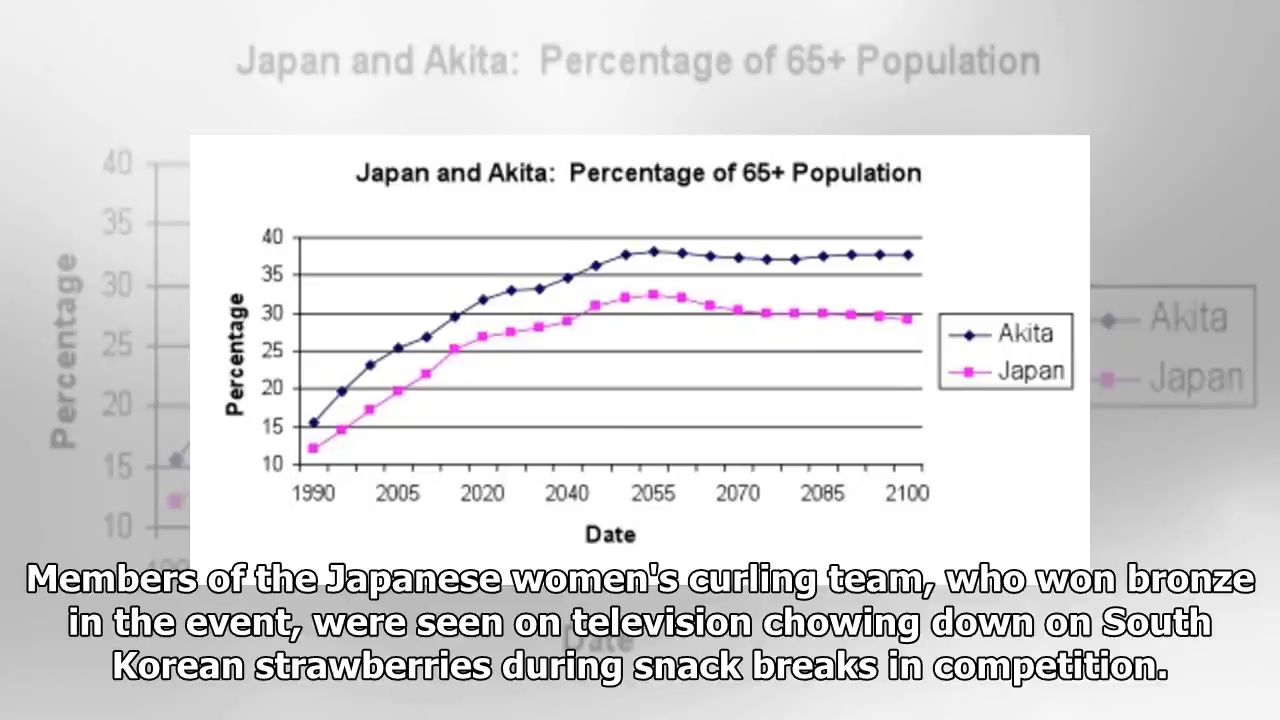 Japan and Akita: Percentage of 65+ Population
40
35
30
25
20
15
10
Percentage
Akita
Japan
Japan and Akita: Percentage of 65+ Population
40
35
30
25
20
15
10
Percentage
1990 2005 2020 2040 2055 2070 2085 2100
Date
Akita
Japan
Members of the Japanese women's curling team, who won bronze
in the event, were seen on television chowing down on South
Korean strawberries during snack breaks in competition.
Date